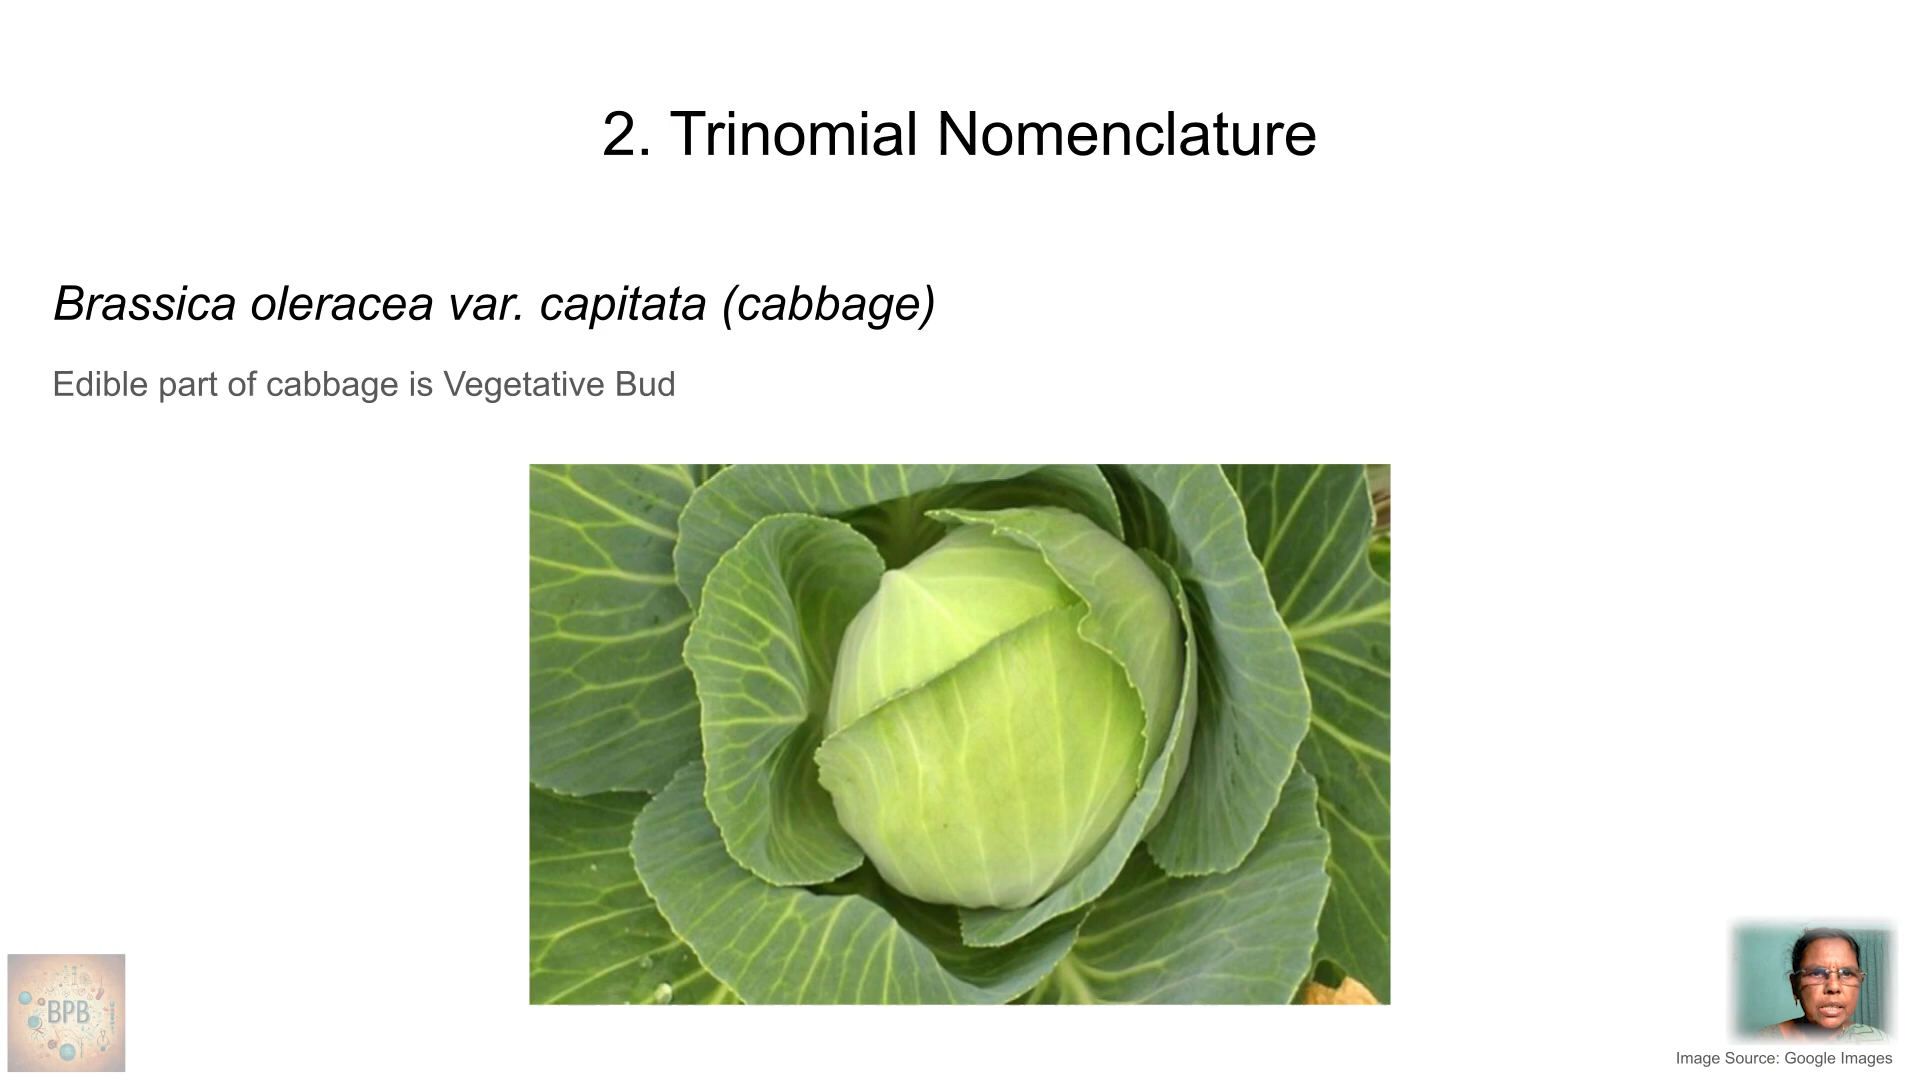 2. Trinomial Nomenclature
Brassica oleracea var. capitata (cabbage)
Edible part of cabbage is Vegetative Bud
BPB
Image Source: Google Images